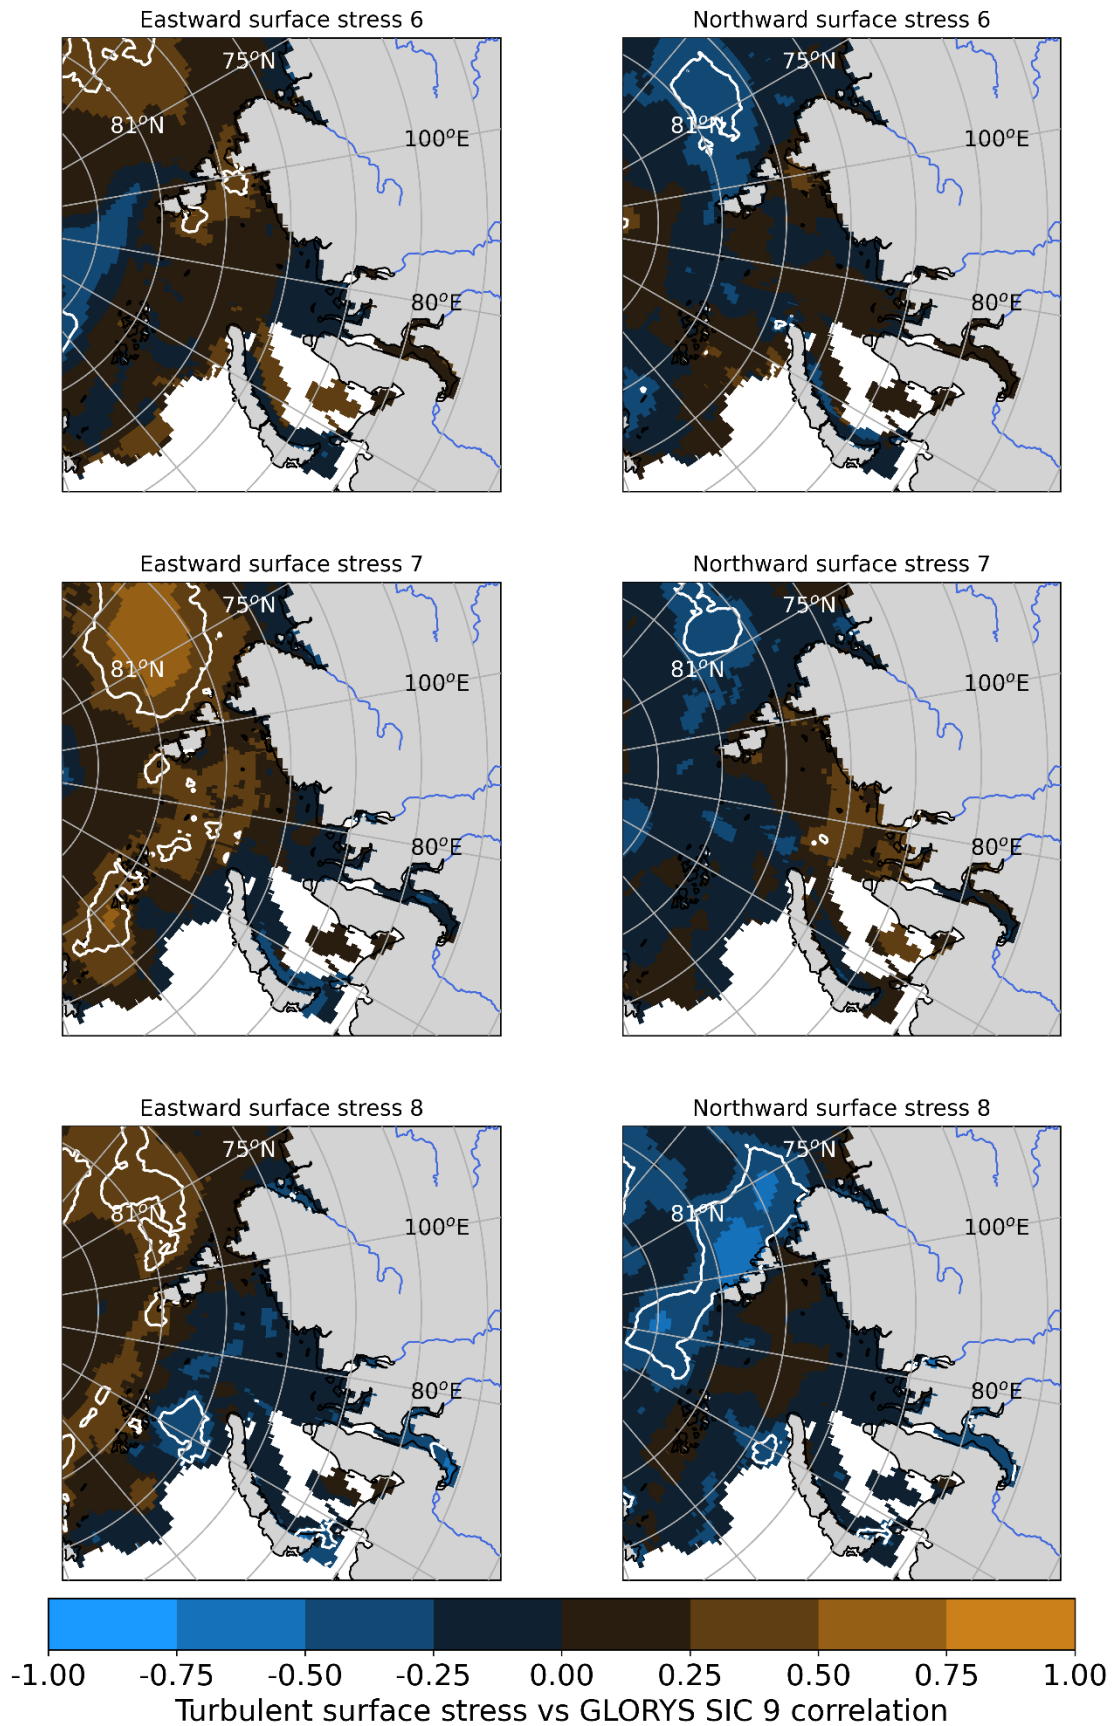 Eastward surface stress 6
Northward surface stress 6
75°N
81°N
100°E
80°E
75°N
81°N
100°E
80°E
Eastward surface stress 7
Northward surface stress 7
75°N
81°N
100°E
80°E
75°N
81°N
100°E
80°E
Eastward surface stress 8
Northward surface stress 8
75°N
81°N
100°E
80°E
75°N
81°N
100°E
80°E
-1.00 -0.75 -0.50 -0.25 0.00 0.25 0.50 0.75 1.00
Turbulent surface stress vs GLORYS SIC 9 correlation